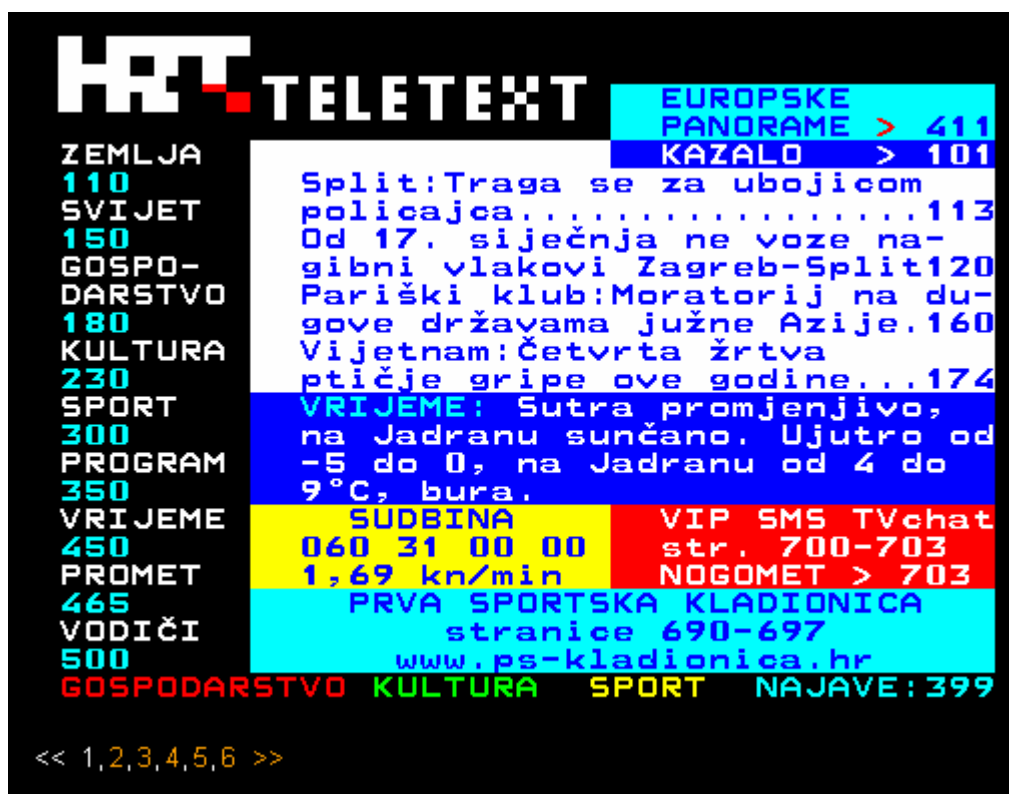 HRT TELETEXT
EUROPSKE
PANORAME > 411
KAZALO > 101
ZEMLJA
110
SVIJET
150
GOSPO-
DARSTVO
180
KULTURA
230
SPORT
300
PROGRAM
350
VRIJEME
450
PROMET
465
VODIČI
500
Split:Traga se za ubojicom
policajca.................113
Od 17. siječnja ne voze na-
gibni vlakovi Zagreb-Split120
Pariški klub:Moratorij na du-
gove državama južne Azije.160
Vijetnam:Četvrta žrtva
ptičje gripe ove godine...174
VRIJEME: Sutra promjenjivo,
na Jadranu sunčano. Ujutro od
-5 do 0, na Jadranu od 4 do
9°C, bura.
SUDBINA
060 31 00 00
1,69 kn/min
VIP SMS TVchat
str. 700-703
NOGOMET > 703
PRVA SPORTSKA KLADIONICA
stranice 690-697
www.ps-kladionica.hr
GOSPODARSTVO KULTURA SPORT NAJAVE:399
<< 1,2,3,4,5,6 >>